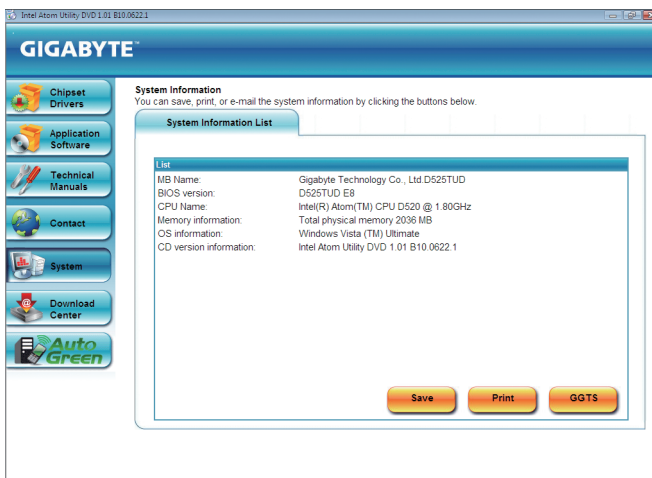 Intel Atom Utility DVD 1.01 B10.0622.1
GIGABYTE™
Chipset
Drivers
Application
Software
Technical
Manuals
Contact
System
Download
Center
Auto
Green
System Information
You can save, print, or e-mail the system information by clicking the buttons below.
System Information List
List
MB Name: Gigabyte Technology Co., Ltd.D525TUD
BIOS version: D525TUD E8
CPU Name: Intel(R) Atom(TM) CPU D520 @ 1.80GHz
Memory information: Total physical memory 2036 MB
OS information: Windows Vista (TM) Ultimate
CD version information: Intel Atom Utility DVD 1.01 B10.0622.1
Save Print GGTS